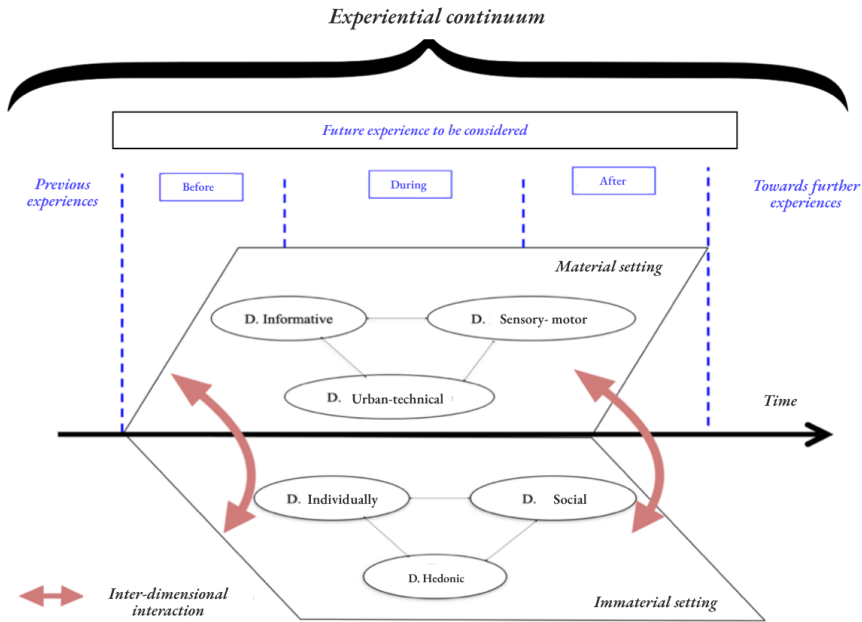 Experiential continuum
Future experience to be considered
Previous
experiences
Before
During
After
Towards further
experiences
Material setting
D. Informative
D. Sensory- motor
D. Urban-technical
Time
D. Individually
D. Social
D. Hedonic
Inter-dimensional
interaction
Immaterial setting